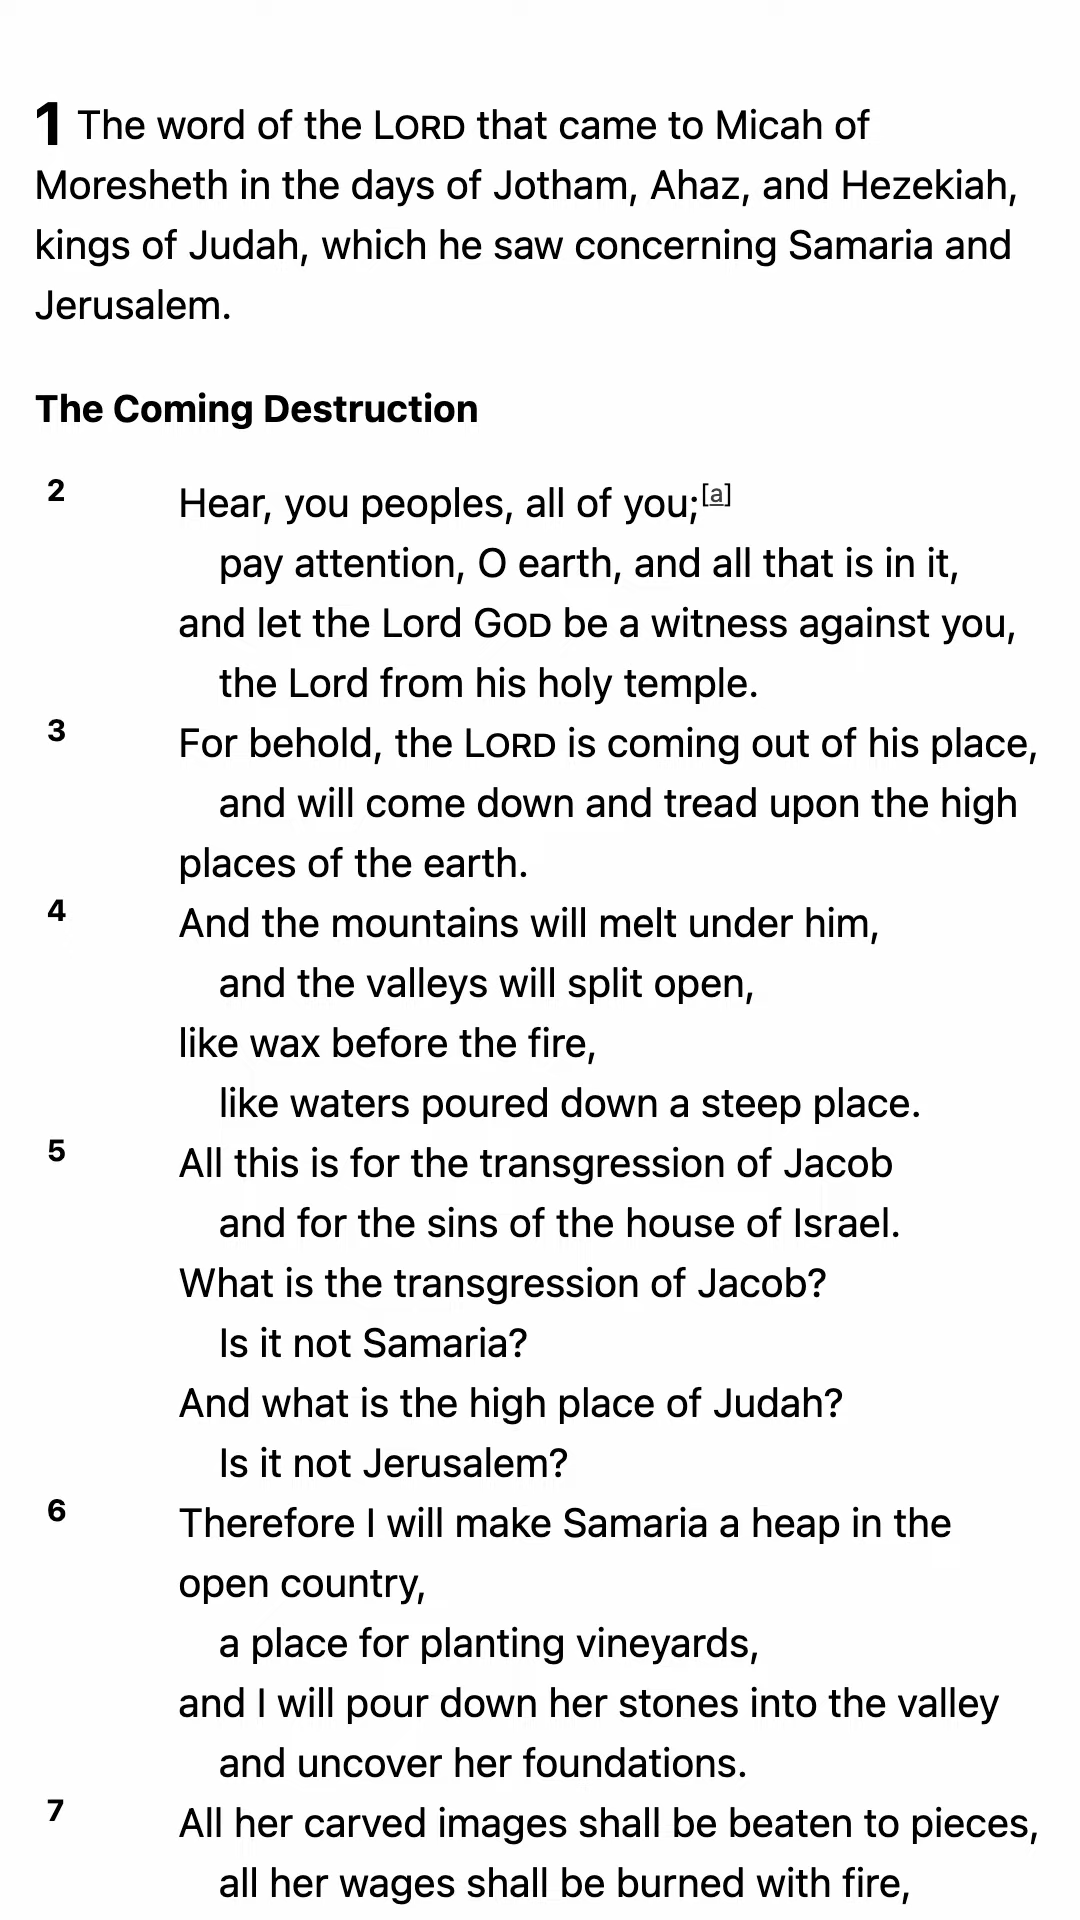 1 The word of the LORD that came to Micah of
Moresheth in the days of Jotham, Ahaz, and Hezekiah,
kings of Judah, which he saw concerning Samaria and
Jerusalem.
The Coming Destruction
2 Hear, you peoples, all of you;[a]
pay attention, O earth, and all that is in it,
and let the Lord GOD be a witness against you,
the Lord from his holy temple.
3 For behold, the LORD is coming out of his place,
and will come down and tread upon the high
places of the earth.
4 And the mountains will melt under him,
and the valleys will split open,
like wax before the fire,
like waters poured down a steep place.
5 All this is for the transgression of Jacob
and for the sins of the house of Israel.
What is the transgression of Jacob?
Is it not Samaria?
And what is the high place of Judah?
Is it not Jerusalem?
6 Therefore I will make Samaria a heap in the
open country,
a place for planting vineyards,
and I will pour down her stones into the valley
and uncover her foundations.
7 All her carved images shall be beaten to pieces,
all her wages shall be burned with fire,